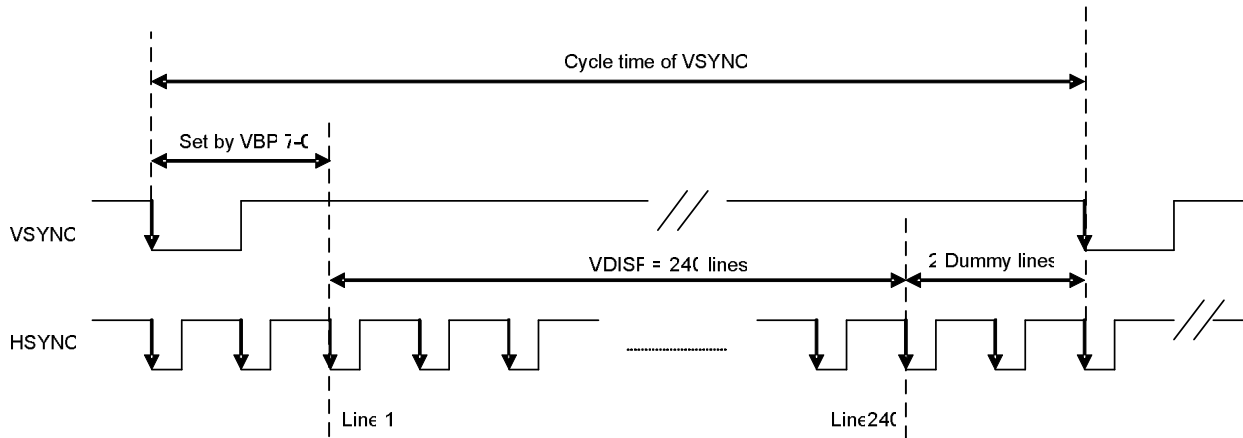 Cycle time of VSYNC
Set by VBP 7-0
VSYNC
VDISP = 240 lines
2 Dummy lines
HSYNC
Line 1
Line240